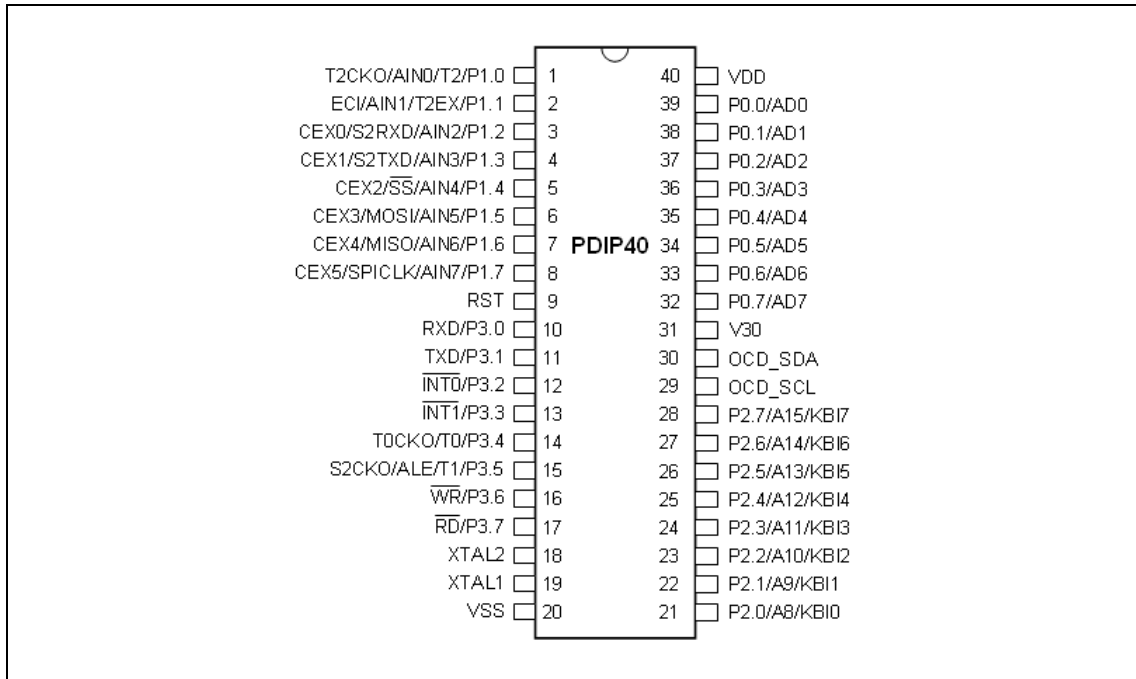 T2CKO/AIN0/T2/P1.0 1 40 VDD
ECI/AIN1/T2EX/P1.1 2 39 P0.0/AD0
CEX0/S2RXD/AIN2/P1.2 3 38 P0.1/AD1
CEX1/S2TXD/AIN3/P1.3 4 37 P0.2/AD2
CEX2/S̅S̅/AIN4/P1.4 5 36 P0.3/AD3
CEX3/MOSI/AIN5/P1.5 6 35 P0.4/AD4
CEX4/MISO/AIN6/P1.6 7 PDIP40 34 P0.5/AD5
CEX5/SPICLK/AIN7/P1.7 8 33 P0.6/AD6
RST 9 32 P0.7/AD7
RXD/P3.0 10 31 V30
TXD/P3.1 11 30 OCD_SDA
I̅N̅T̅0̅/P3.2 12 29 OCD_SCL
I̅N̅T̅1̅/P3.3 13 28 P2.7/A15/KBI7
T0CKO/T0/P3.4 14 27 P2.6/A14/KBI6
S2CKO/ALE/T1/P3.5 15 26 P2.5/A13/KBI5
W̅R̅/P3.6 16 25 P2.4/A12/KBI4
R̅D̅/P3.7 17 24 P2.3/A11/KBI3
XTAL2 18 23 P2.2/A10/KBI2
XTAL1 19 22 P2.1/A9/KBI1
VSS 20 21 P2.0/A8/KBI0